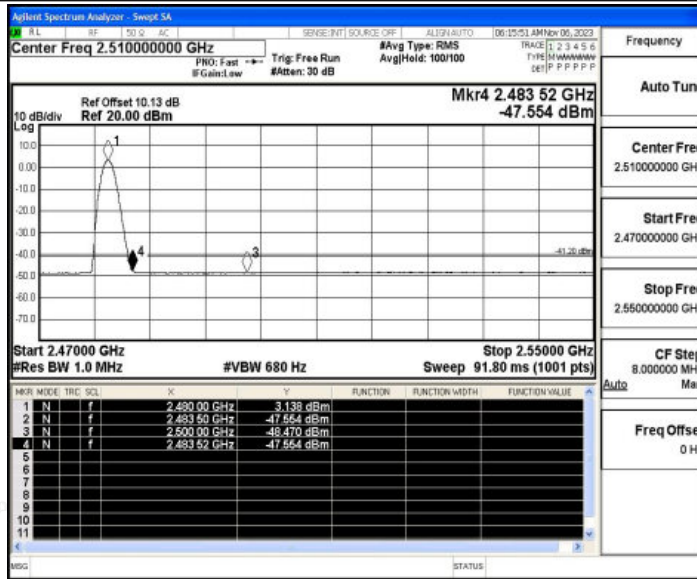 Agilent Spectrum Analyzer - Swept SA
RL RF 50 Ω AC SENSE:INT SOURCE OFF ALIGN AUTO 06:15:51 AM Nov 06, 2023
Center Freq 2.510000000 GHz
PNO: Fast
IFGain:Low
Trig: Free Run
#Atten: 30 dB
#Avg Type: RMS
Avg|Hold: 100/100
TRACE 1 2 3 4 5 6
TYPE M WWWWW
DET P P P P P P
Frequency
Ref Offset 10.13 dB
10 dB/div Ref 20.00 dBm
Log
Mkr4 2.483 52 GHz
-47.554 dBm
10.0
0.00
-10.0
-20.0
-30.0
-40.0
-50.0
-60.0
-70.0
1
4
3
-41.20 dBm
Start 2.47000 GHz Stop 2.55000 GHz
#Res BW 1.0 MHz #VBW 680 Hz Sweep 91.80 ms (1001 pts)
MKR MODE TRC SCL X Y FUNCTION FUNCTION WIDTH FUNCTION VALUE
1 N f 2.480 00 GHz 3.138 dBm
2 N f 2.483 50 GHz -47.554 dBm
3 N f 2.500 00 GHz -48.470 dBm
4 N f 2.483 52 GHz -47.554 dBm
5
6
7
8
9
10
11
MSG STATUS
Auto Tun
Center Fre
2.510000000 GH
Start Fre
2.470000000 GH
Stop Fre
2.550000000 GH
CF Step
8.000000 MH
Auto Ma
Freq Offse
0 H